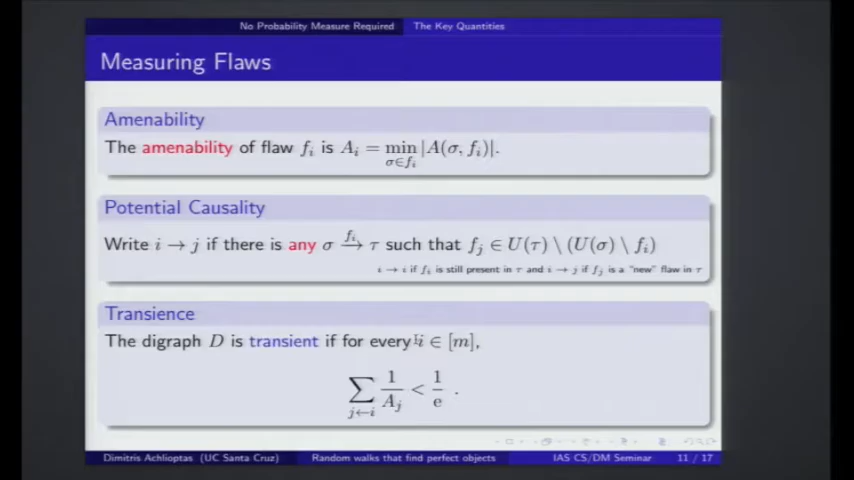 No Probability Measure Required The Key Quantities
Measuring Flaws
Amenability
The amenability of flaw f_i is A_i = min_{σ∈f_i} |A(σ, f_i)|.
Potential Causality
Write i → j if there is any σ \xrightarrow{f_i} τ such that f_j ∈ U(τ) \ (U(σ) \ f_i)
i → i if f_i is still present in τ and i → j if f_j is a "new" flaw in τ
Transience
The digraph D is transient if for every i ∈ [m],
∑_{j←i} 1/A_j < 1/e .
Dimitris Achlioptas (UC Santa Cruz) Random walks that find perfect objects IAS CS/DM Seminar 11 / 17